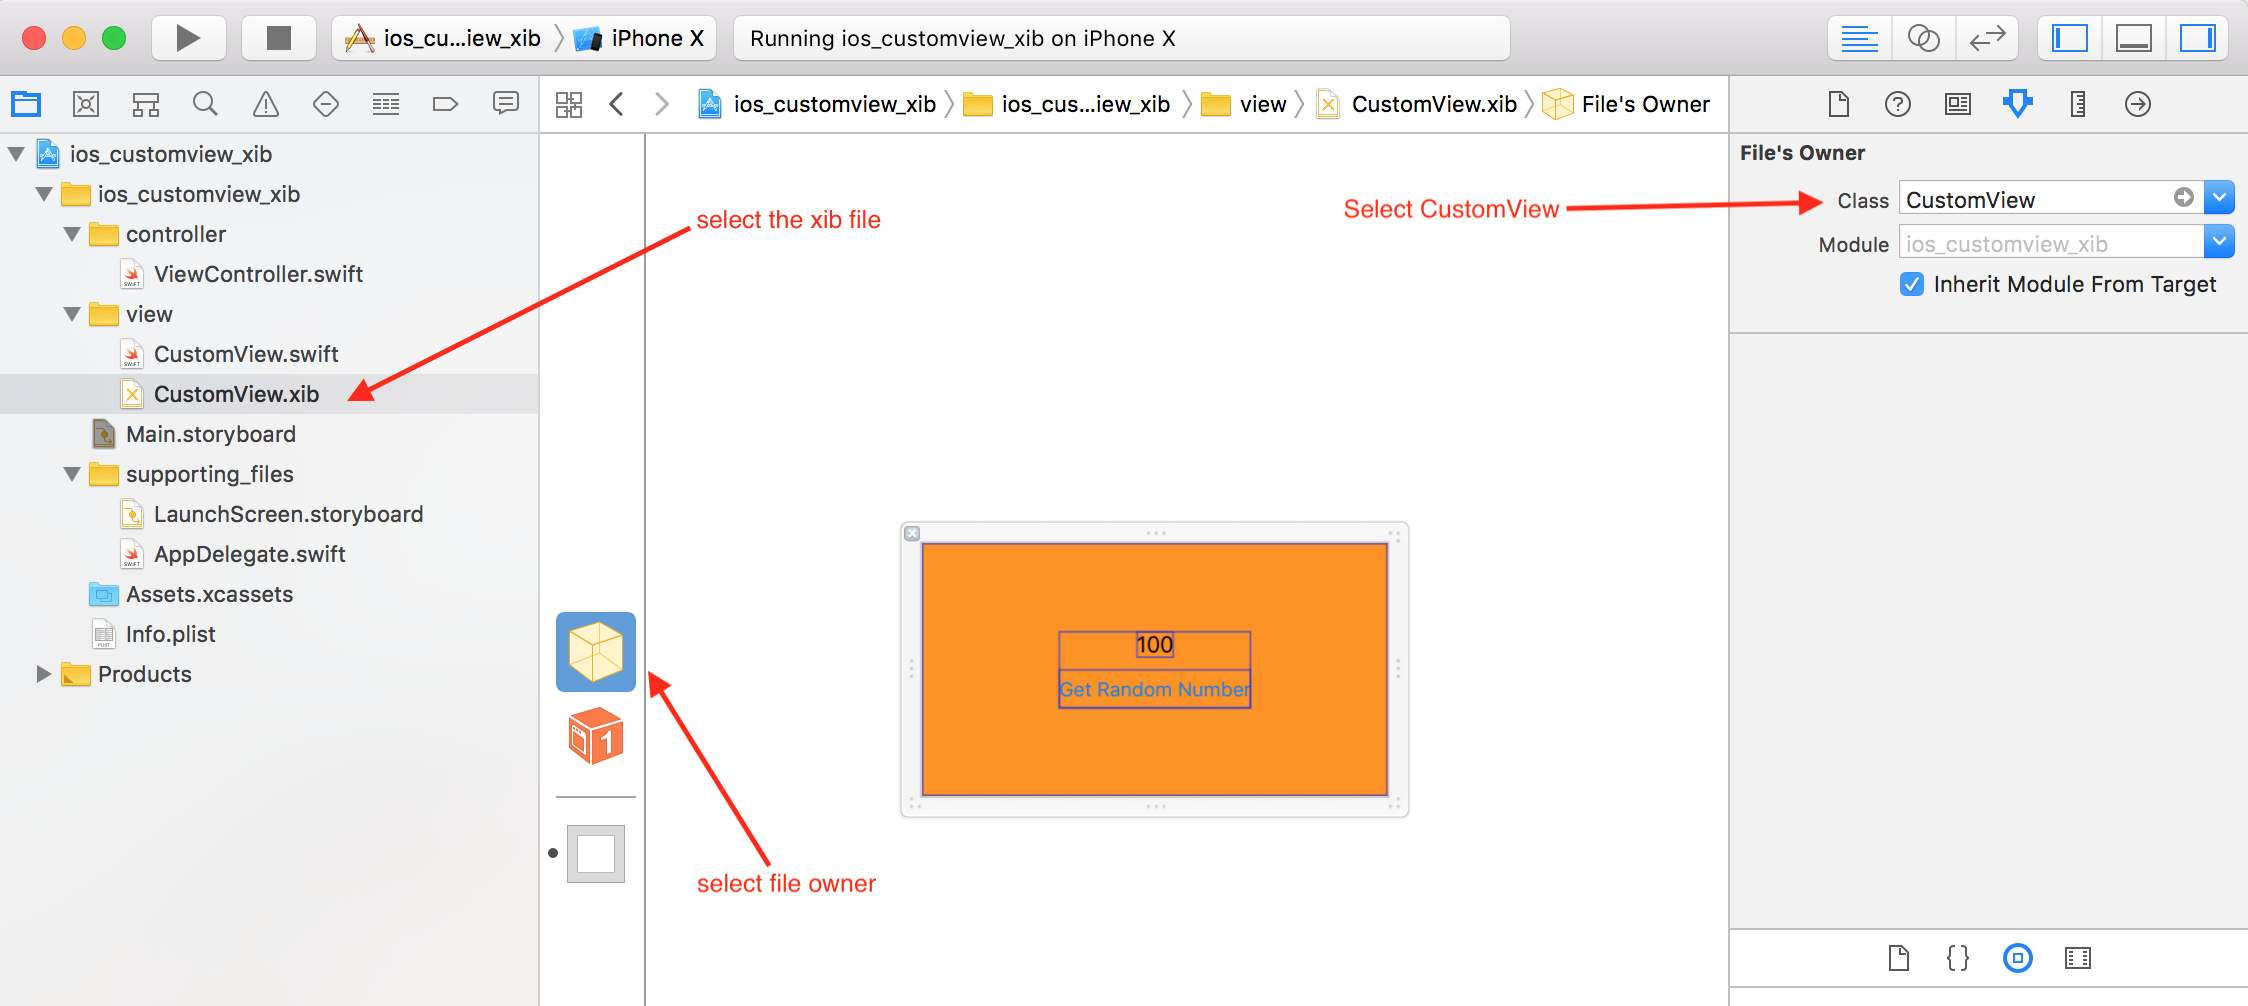 ios_cu...iew_xib
iPhone X
Running ios_customview_xib on iPhone X
ios_customview_xib
ios_cus...iew_xib
view
CustomView.xib
File's Owner
ios_customview_xib
ios_customview_xib
controller
ViewController.swift
view
CustomView.swift
CustomView.xib
Main.storyboard
supporting_files
LaunchScreen.storyboard
AppDelegate.swift
Assets.xcassets
Info.plist
Products
select the xib file
Select CustomView
100
Get Random Number
1
select file owner
File's Owner
Class
CustomView
Module
ios_customview_xib
Inherit Module From Target